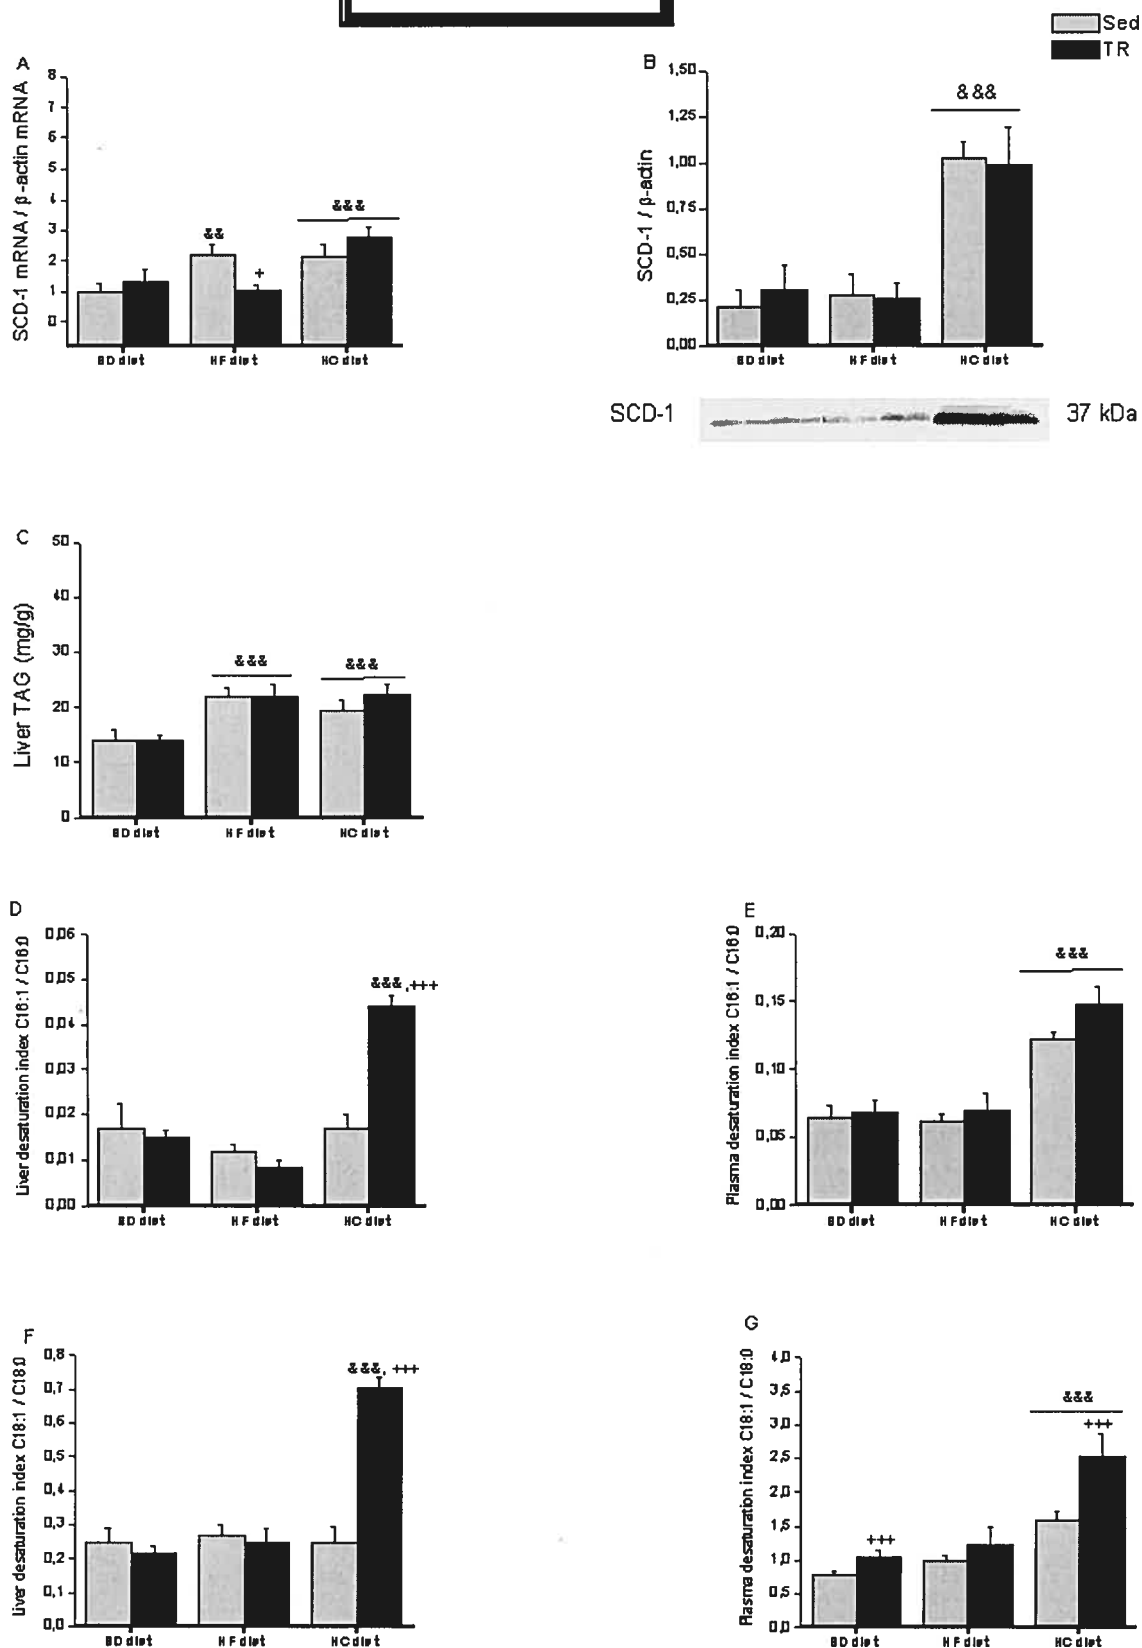 Sed
TR
A
SCD-1 mRNA / β-actin mRNA
8
7
6
5
4
3
2
1
0
&&
+
&&&
SD diet
HF diet
HC diet
B
SCD-1 / β-actin
1,50
1,25
1,00
0,75
0,50
0,25
0,00
&&&
SD diet
HF diet
HC diet
SCD-1
37 kDa
C
Liver TAG (mg/g)
50
40
30
20
10
0
&&&
&&&
SD diet
HF diet
HC diet
D
Liver desaturation index C16:1 / C16:0
0,06
0,05
0,04
0,03
0,02
0,01
0,00
&&&,+++
SD diet
HF diet
HC diet
E
Plasma desaturation index C16:1 / C16:0
0,20
0,15
0,10
0,05
0,00
&&&
SD diet
HF diet
HC diet
F
Liver desaturation index C18:1 / C18:0
0,8
0,7
0,6
0,5
0,4
0,3
0,2
0,1
0,0
&&&, +++
SD diet
HF diet
HC diet
G
Plasma desaturation index C18:1 / C18:0
4,0
3,5
3,0
2,5
2,0
1,5
1,0
0,5
0,0
+++
&&&
+++
SD diet
HF diet
HC diet